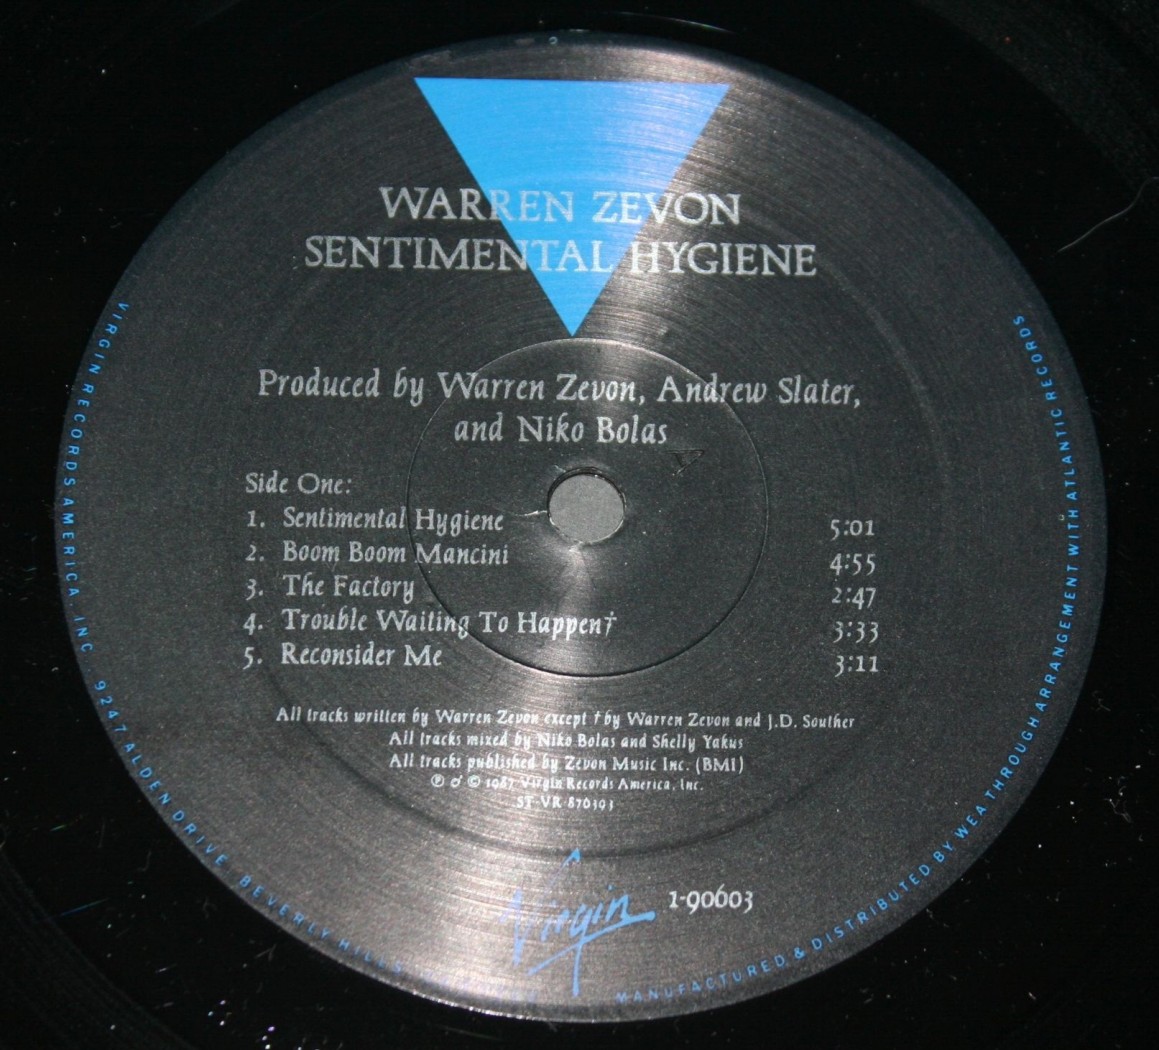 WARREN ZEVON
SENTIMENTAL HYGIENE
Produced by Warren Zevon, Andrew Slater,
and Niko Bolas
Side One:
1. Sentimental Hygiene 5:01
2. Boom Boom Mancini 4:55
3. The Factory 2:47
4. Trouble Waiting To Happen† 3:33
5. Reconsider Me 3:11
All tracks written by Warren Zevon except † by Warren Zevon and J.D. Souther
All tracks mixed by Niko Bolas and Shelly Yakus
All tracks published by Zevon Music Inc. (BMI)
℗ & © 1987 Virgin Records America, Inc.
ST-VR 870303
Virgin
1-90603
VIRGIN RECORDS AMERICA, INC. 9247 ALDEN DRIVE, BEVERLY HILLS,
MANUFACTURED & DISTRIBUTED BY WEA THROUGH ARRANGEMENT WITH ATLANTIC RECORDS